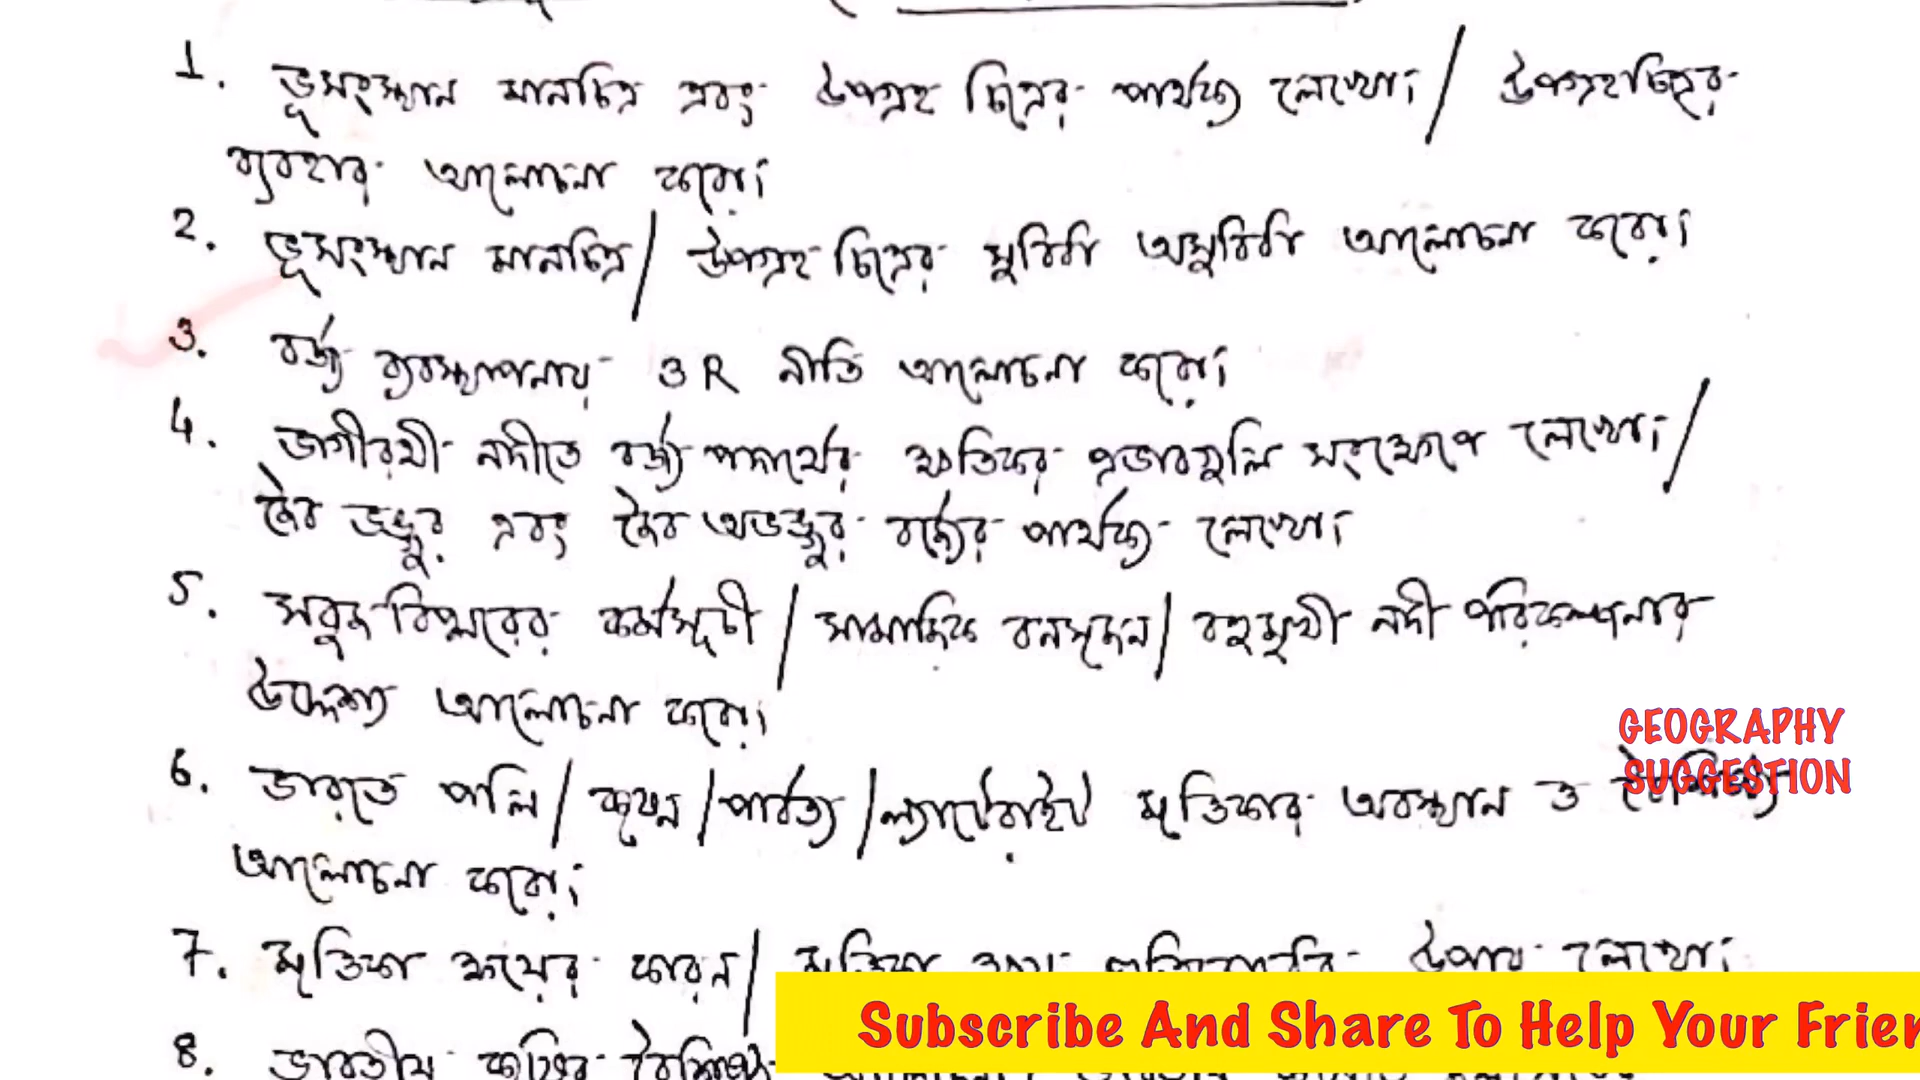 1. ভূসংস্থান মানচিত্র এবং উপগ্রহ চিত্রের পার্থক্য লেখো। / উপগ্রহচিত্রের
ব্যবহার আলোচনা করো।
2. ভূসংস্থান মানচিত্র / উপগ্রহ চিত্রের সুবিধা অসুবিধা আলোচনা করো।
3. বর্জ্য ব্যবস্থাপনায় 3R নীতি আলোচনা করো।
4. ভাগীরথী নদীতে বর্জ্য পদার্থের ক্ষতিকর প্রভাবগুলি সংক্ষেপে লেখো। /
জৈব ভঙ্গুর এবং জৈব অভঙ্গুর বর্জ্যের পার্থক্য লেখো।
5. সবুজ বিপ্লবের কর্মসূচী / সামাজিক বনসৃজন / বহুমুখী নদী পরিকল্পনার
উদ্দেশ্য আলোচনা করো।
GEOGRAPHY
SUGGESTION
6. ভারতে পলি / কৃষ্ণ / পার্বত্য / ল্যাটেরাইট মৃত্তিকার অবস্থান ও বৈশিষ্ট্য
আলোচনা করো।
7. মৃত্তিকা ক্ষয়ের কারন / মৃত্তিকা উপায় লেখো।
Subscribe And Share To Help Your Frien
8. ভারতীয় কৃষির বৈশিষ্ট্য